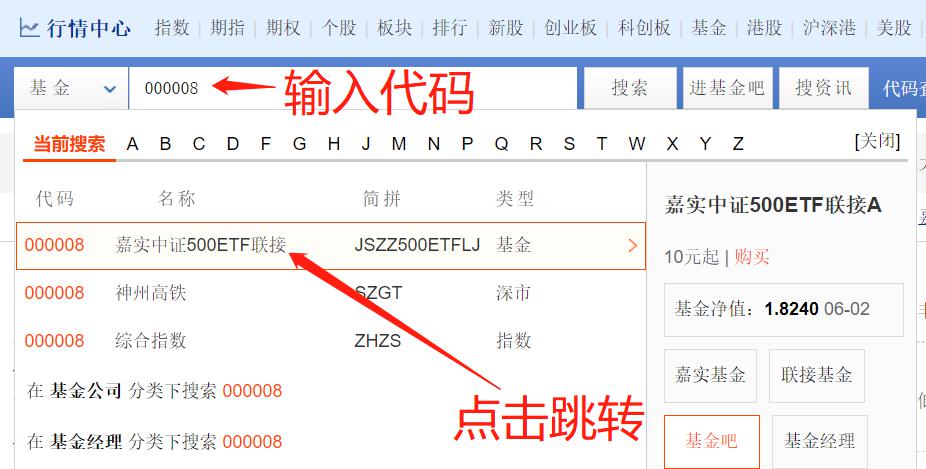 行情中心 指数 期指 期权 个股 板块 排行 新股 创业板 科创板 基金 港股 沪深港 美股
基金 000008 输入代码 搜索 进基金吧 搜资讯
当前搜索 A B C D F G H J M N P Q R S T W X Y Z [关闭]
代码 名称 简拼 类型
000008 嘉实中证500ETF联接 JSZZ500ETFLJ 基金
000008 神州高铁 SZGT 深市
000008 综合指数 ZHZS 指数
在 基金公司 分类下搜索 000008
在 基金经理 分类下搜索 000008
点击跳转
嘉实中证500ETF联接A
10元起 | 购买
基金净值：1.8240 06-02
嘉实基金 联接基金
基金吧 基金经理